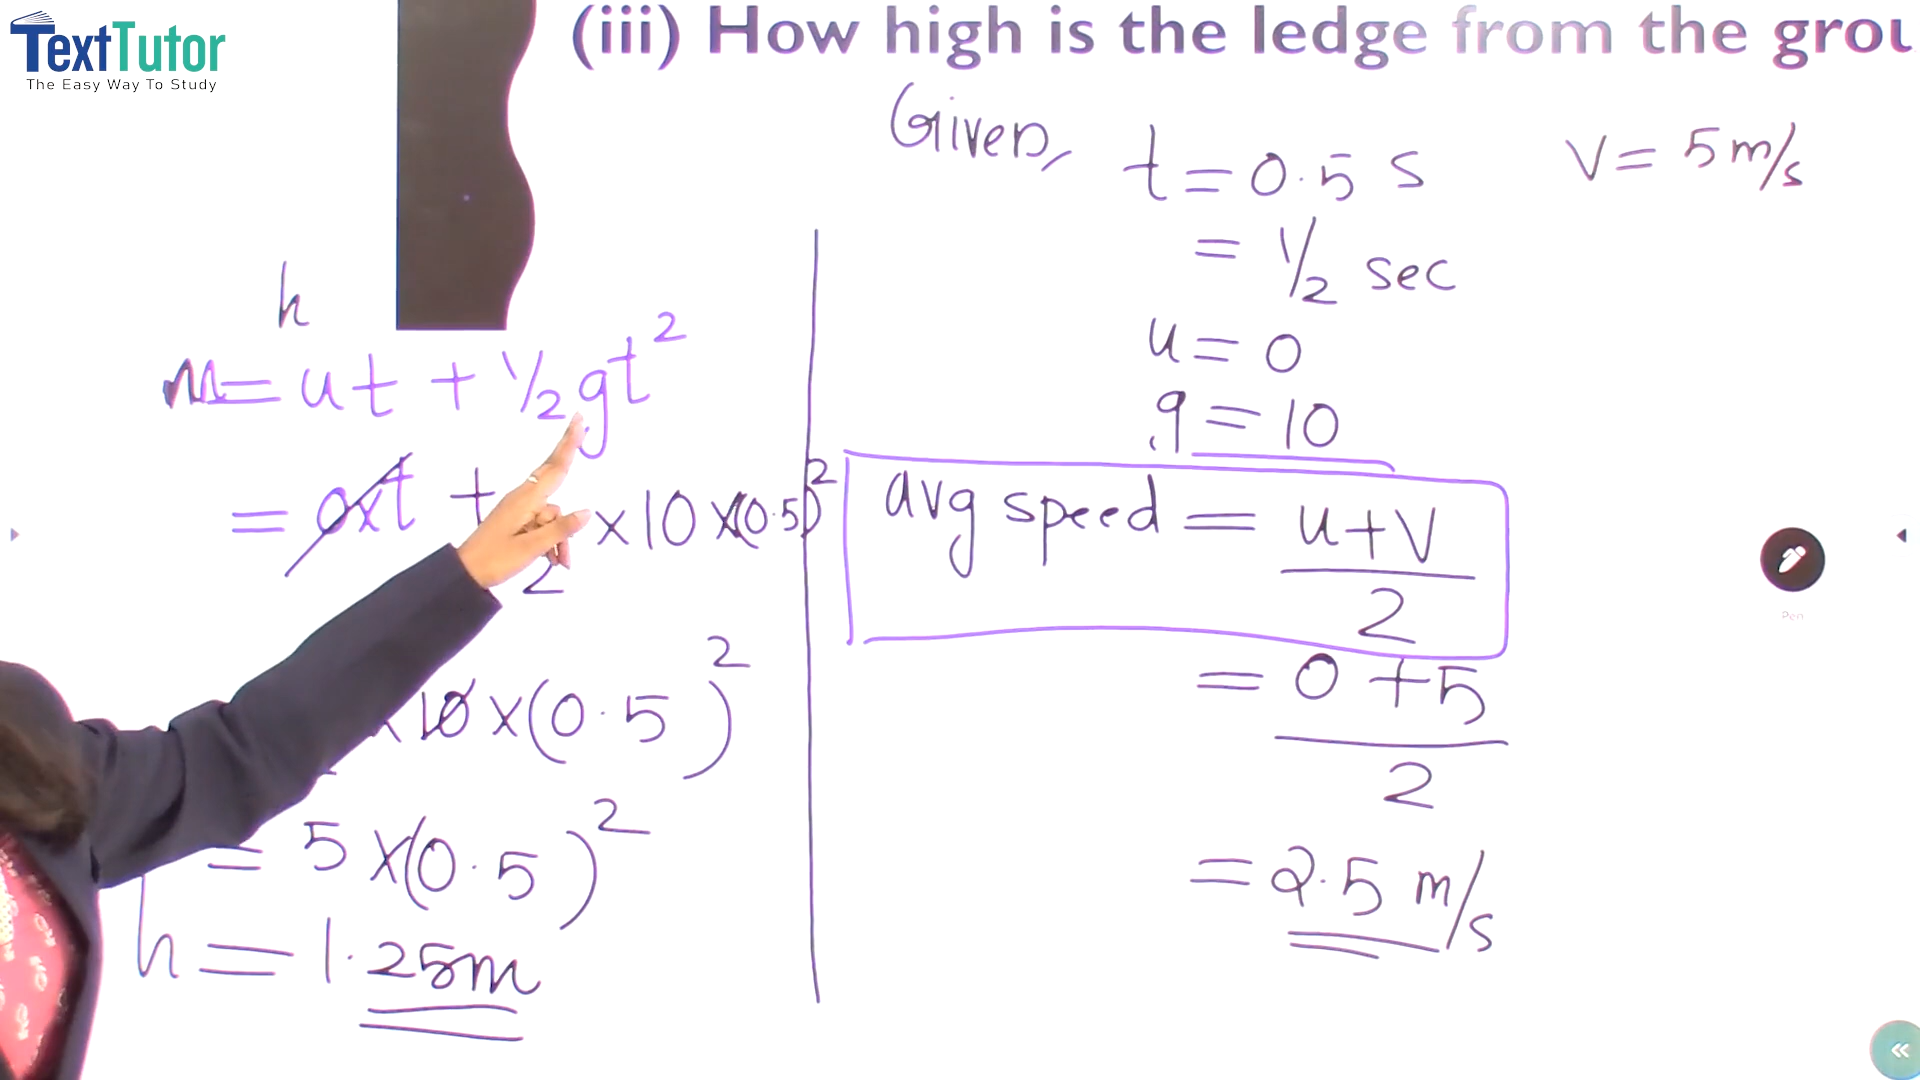 TextTutor
The Easy Way To Study
(iii) How high is the ledge from the grou
Given,
t = 0.5 s
v = 5 m/s
= 1/2 sec
u = 0
g = 10
avg speed = u+v
2
= 0 + 5
2
= 2.5 m/s
h
= ut + 1/2 gt²
= 0xt +
2
× 10 × (0.5)²
× 10 × (0.5)²
= 5 × (0.5)²
h = 1.25m
Pen